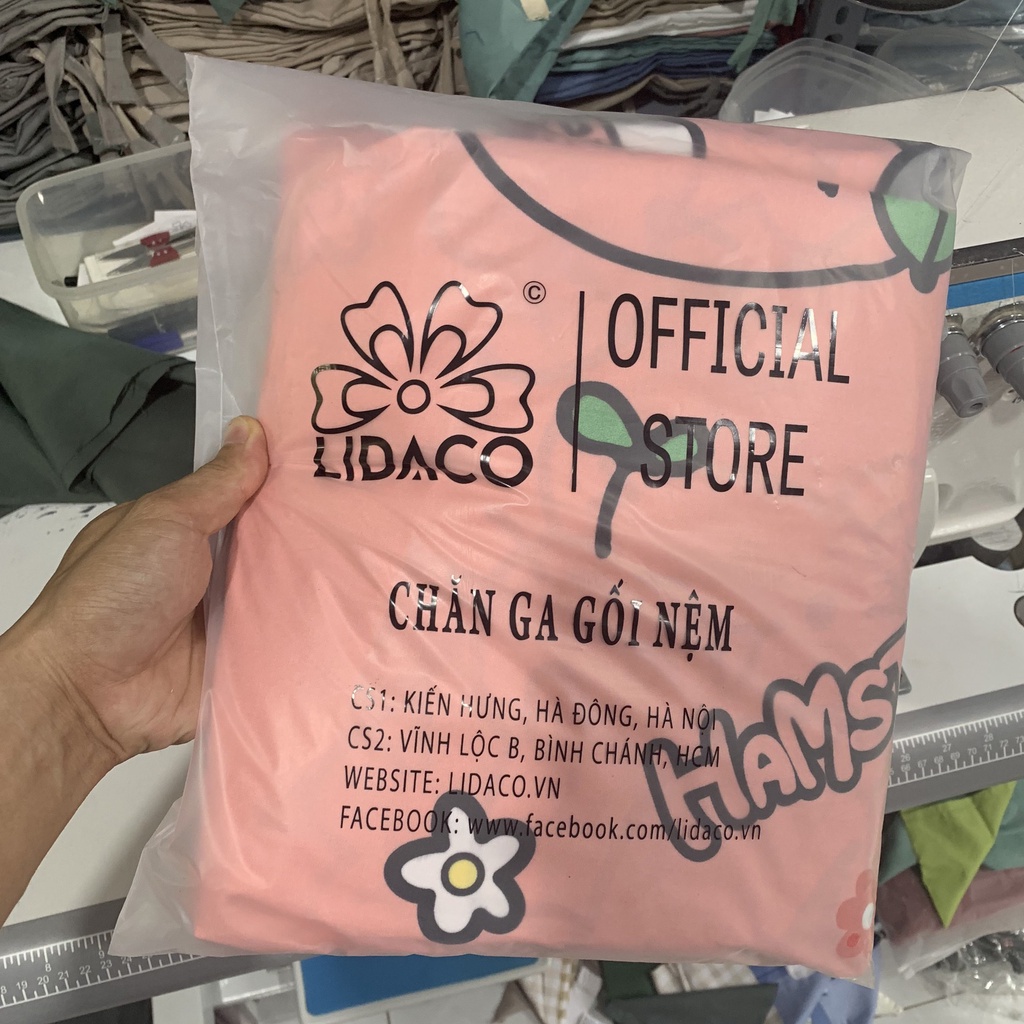 ©
LIDACO
OFFICIAL
STORE
CHĂN GA GỐI NỆM
CS1: KIẾN HƯNG, HÀ ĐÔNG, HÀ NỘI
CS2: VĨNH LỘC B, BÌNH CHÁNH, HCM
WEBSITE: LIDACO.VN
FACEBOOK: www.facebook.com/lidaco.vn
HaMS